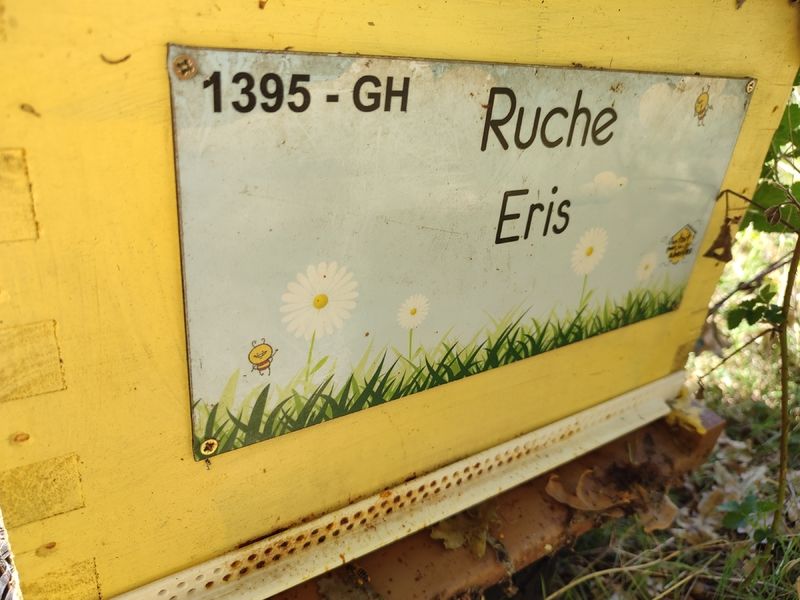 1395 - GH
Ruche
Eris